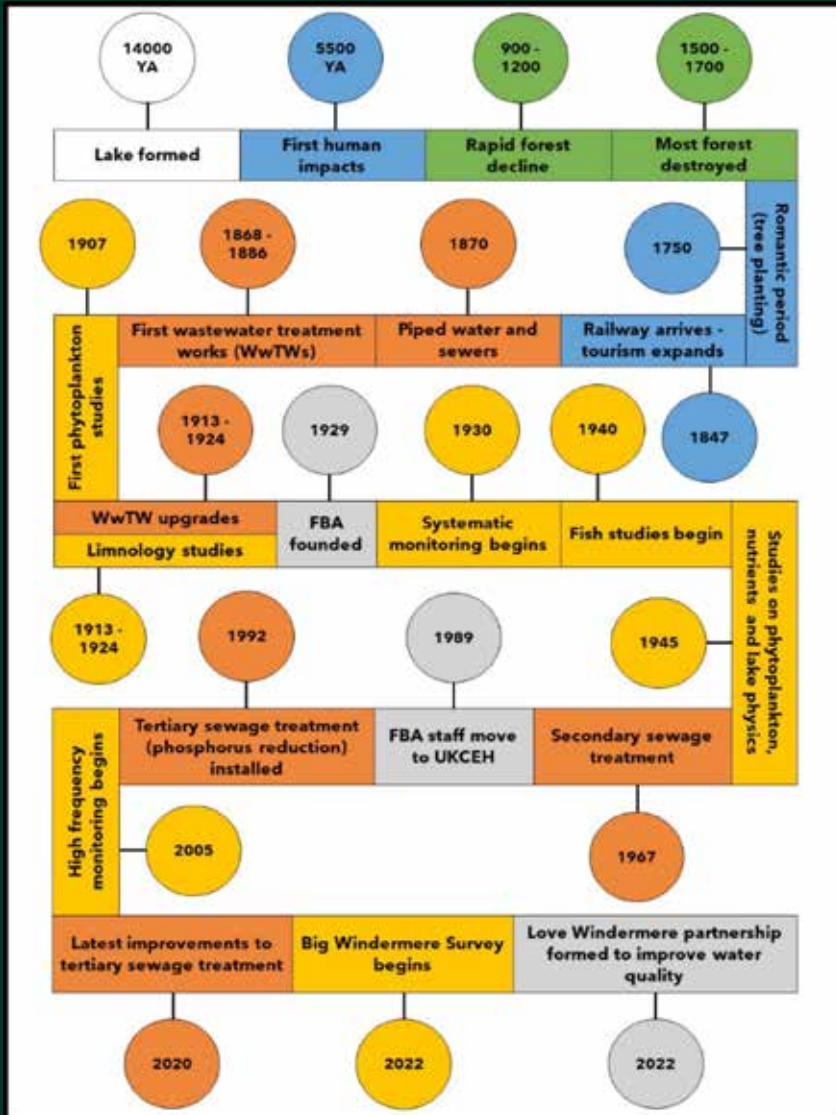 14000
YA
5500
YA
900 -
1200
1500 -
1700
Lake formed
First human
impacts
Rapid forest
decline
Most forest
destroyed
1907
1868 -
1886
1870
1750
Romantic period
(tree planting)
First phytoplankton
studies
First wastewater treatment
works (WwTWs)
Piped water and
sewers
Railway arrives -
tourism expands
1913 -
1924
1929
1930
1940
1847
WwTW upgrades
Limnology studies
FBA
founded
Systematic
monitoring begins
Fish studies begin
Studies on phytoplankton,
nutrients and lake physics
1913 -
1924
1992
1989
1945
High frequency
monitoring begins
Tertiary sewage treatment
(phosphorus reduction)
installed
FBA staff move
to UKCEH
Secondary sewage
treatment
2005
1967
Latest improvements to
tertiary sewage treatment
Big Windermere Survey
begins
Love Windermere partnership
formed to improve water
quality
2020
2022
2022